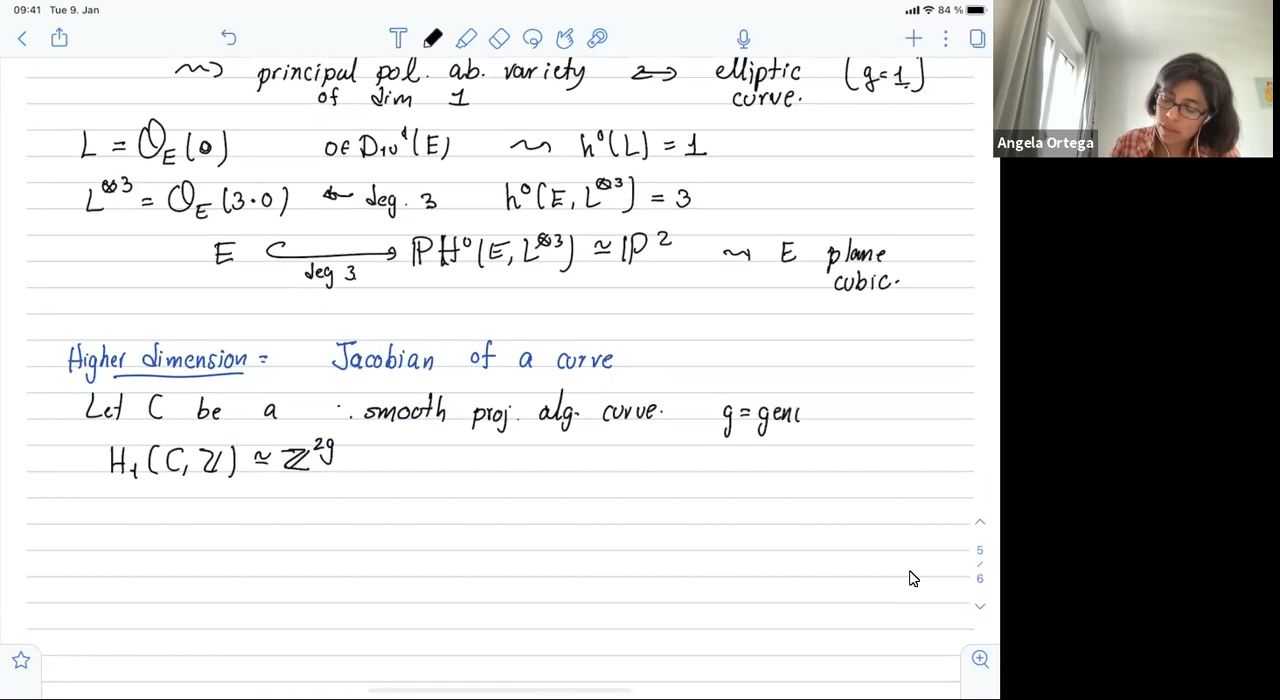 09:41 Tue 9. Jan
84 %
⇝ principal pol. ab. variety ⟺ elliptic (g=1)
of dim 1 curve.
L = O_E(0) 0∈Div¹(E) ⇝ h⁰(L) = 1
L^⊗3 = O_E(3·0) ← deg. 3 h⁰(E, L^⊗3) = 3
E ↪ ℙH⁰(E, L^⊗3) ≃ ℙ² ⇝ E plane
deg 3 cubic.
Higher dimension = Jacobian of a curve
Let C be a smooth proj. alg. curve. g = gen
H₁(C, ℤ) ≃ ℤ^2g
5
/
6
Angela Ortega